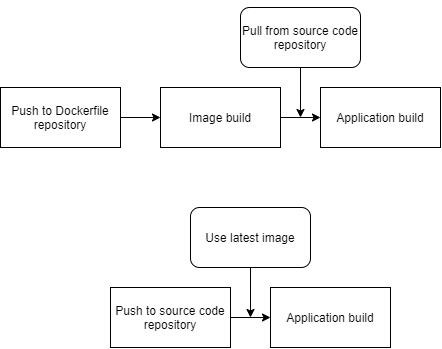 Pull from source code
repository
Push to Dockerfile
repository
Image build
Application build
Use latest image
Push to source code
repository
Application build